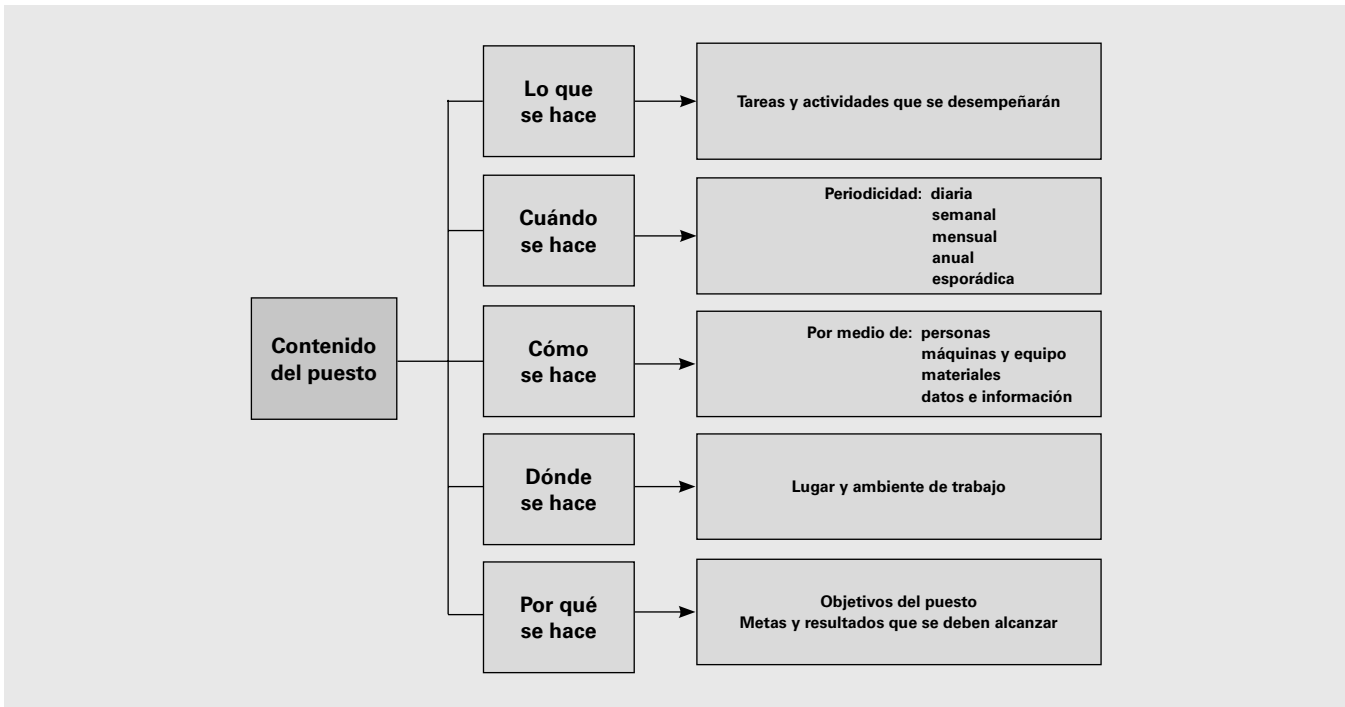 Contenido
del puesto
Lo que
se hace
Tareas y actividades que se desempeñarán
Cuándo
se hace
Periodicidad: diaria
semanal
mensual
anual
esporádica
Cómo
se hace
Por medio de: personas
máquinas y equipo
materiales
datos e información
Dónde
se hace
Lugar y ambiente de trabajo
Por qué
se hace
Objetivos del puesto
Metas y resultados que se deben alcanzar